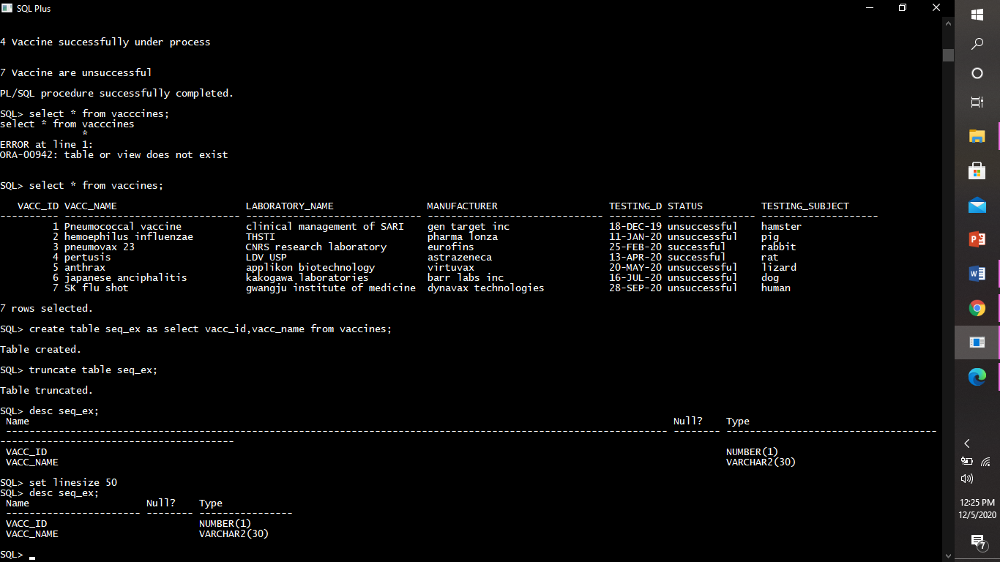 SQL Plus
4 Vaccine successfully under process
7 Vaccine are unsuccessful
PL/SQL procedure successfully completed.
SQL> select * from vacccines;
select * from vacccines
*
ERROR at line 1:
ORA-00942: table or view does not exist
SQL> select * from vaccines;
VACC_ID VACC_NAME LABORATORY_NAME MANUFACTURER TESTING_D STATUS TESTING_SUBJECT
---------- ------------------------------ ------------------------------ ------------------------------ --------- --------------- --------------------
1 Pneumococcal vaccine clinical management of SARI gen target inc 18-DEC-19 unsuccessful hamster
2 hemoephilus influenzae THSTI pharma lonza 11-JAN-20 unsuccessful pig
3 pneumovax 23 CNRS research laboratory eurofins 25-FEB-20 successful rabbit
4 pertusis LDV USP astrazeneca 13-APR-20 successful rat
5 anthrax applikon biotechnology virtuvax 20-MAY-20 unsuccessful lizard
6 japanese anciphalitis kakogawa laboratories barr labs inc 16-JUL-20 unsuccessful dog
7 SK flu shot gwangju institute of medicine dynavax technologies 28-SEP-20 unsuccessful human
7 rows selected.
SQL> create table seq_ex as select vacc_id,vacc_name from vaccines;
Table created.
SQL> truncate table seq_ex;
Table truncated.
SQL> desc seq_ex;
Name Null? Type
----------------------------------------------------------------------------------------------------------------- -------- ------------------------------------
----------------------------------------
VACC_ID NUMBER(1)
VACC_NAME VARCHAR2(30)
SQL> set linesize 50
SQL> desc seq_ex;
Name Null? Type
----------------------- -------- ----------------
VACC_ID NUMBER(1)
VACC_NAME VARCHAR2(30)
SQL>
12:25 PM
12/5/2020
7